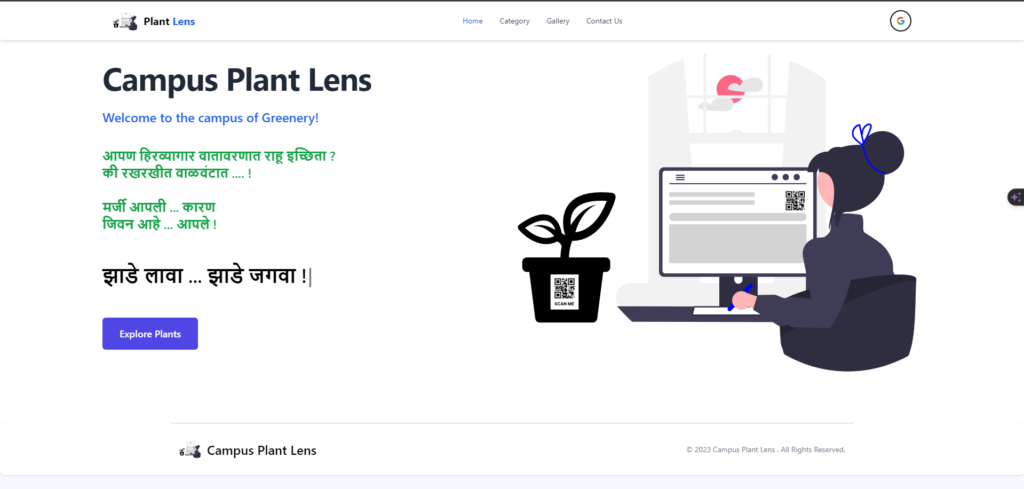 Plant Lens
Home
Category
Gallery
Contact Us
Campus Plant Lens
Welcome to the campus of Greenery!
आपण हिरव्यागार वातावरणात राहू इच्छिता ?
की रखरखीत वाळवंटात .... !
मर्जी आपली ... कारण
जिवन आहे ... आपले !
झाडे लावा ... झाडे जगवा !
Explore Plants
SCAN ME
Campus Plant Lens
© 2023 Campus Plant Lens . All Rights Reserved.